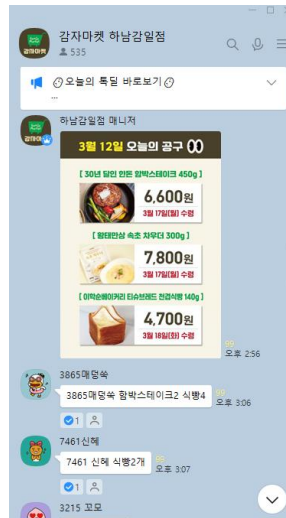 감자마켓 하남감일점
535
오늘의 톡딜 바로보기
...
하남감일점 매니저
3월 12일 오늘의 공구
[ 30년 달인 만든 함박스테이크 450g ]
6,600원
3월 17일(월) 수령
[ 황태만상 속초 차우더 300g ]
7,800원
3월 17일(월) 수령
[ 이학순베이커리 티슈브레드 전겹식빵 140g ]
4,700원
3월 18일(화) 수령
오후 2:56
3865매덩쑥
3865매덩쑥 함박스테이크2 식빵4
오후 3:06
1
7461신혜
7461 신혜 식빵2개
오후 3:07
1
3215 꼬모